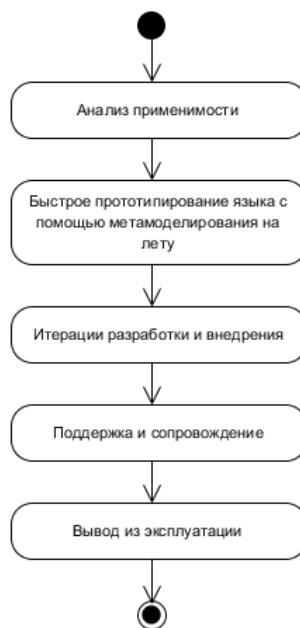 Анализ применимости
Быстрое прототипирование языка с
помощью метамоделирования на
лету
Итерации разработки и внедрения
Поддержка и сопровождение
Вывод из эксплуатации